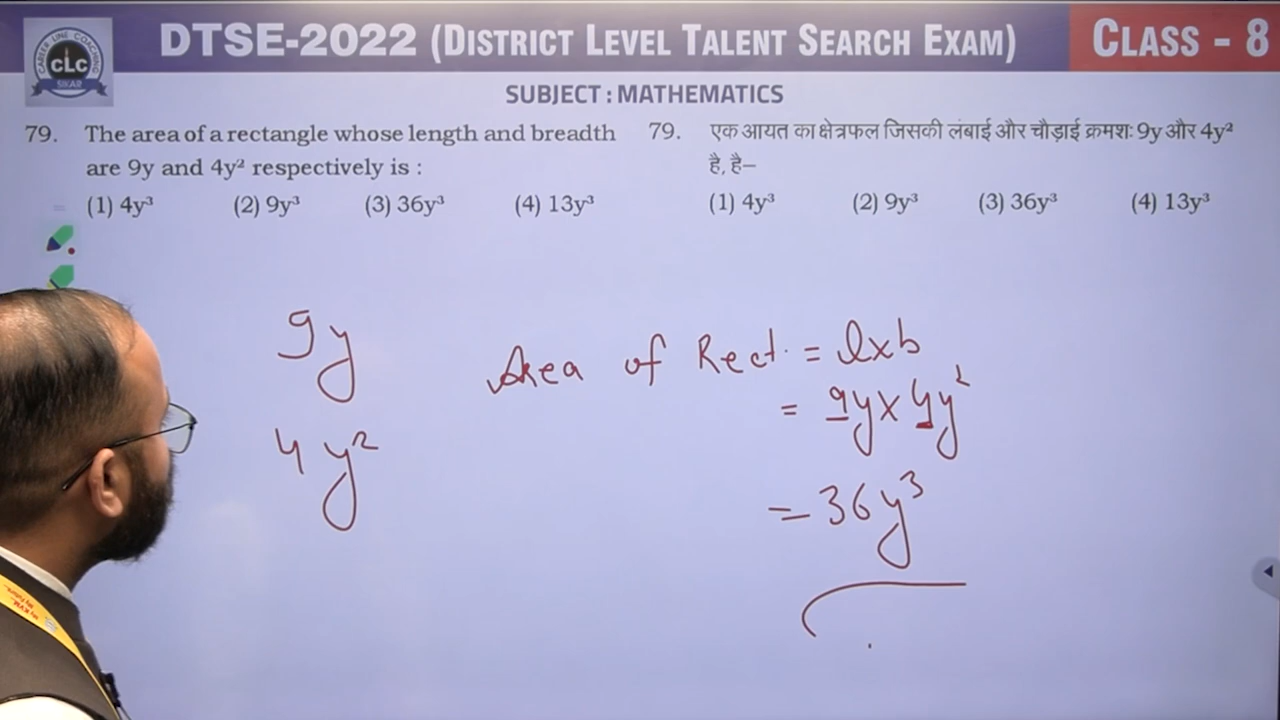 CAREER LINE COACHING
CLC
SIKAR
DTSE-2022 (DISTRICT LEVEL TALENT SEARCH EXAM)
CLASS - 8
SUBJECT : MATHEMATICS
79. The area of a rectangle whose length and breadth
are 9y and 4y² respectively is :
(1) 4y³ (2) 9y³ (3) 36y³ (4) 13y³
79. एक आयत का क्षेत्रफल जिसकी लंबाई और चौड़ाई क्रमशः 9y और 4y²
है, है–
(1) 4y³ (2) 9y³ (3) 36y³ (4) 13y³
9y
4y²
Area of Rect. = l×b
= 9y× 4y²
= 36y³